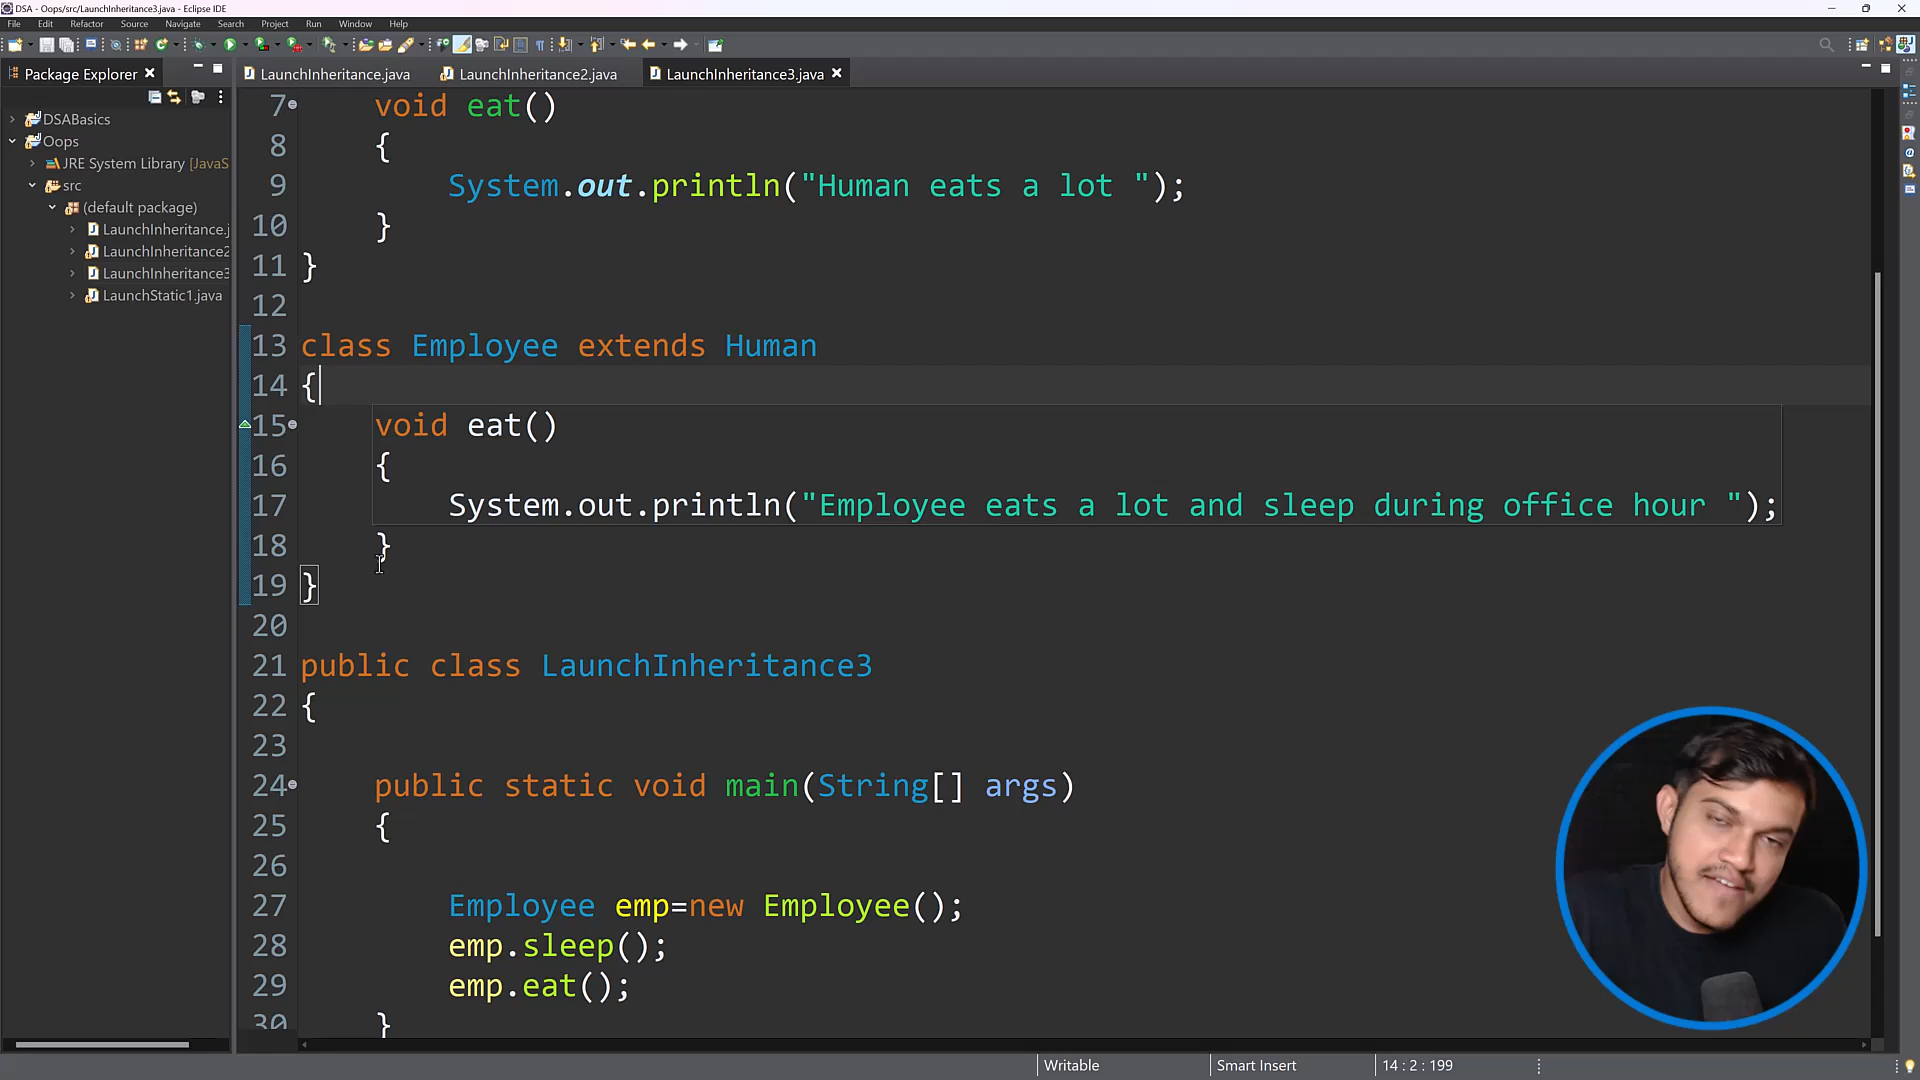 DSA - Oops/src/LaunchInheritance3.java - Eclipse IDE
File Edit Refactor Source Navigate Search Project Run Window Help
Package Explorer
LaunchInheritance.java LaunchInheritance2.java LaunchInheritance3.java
DSABasics
Oops
JRE System Library [JavaS
src
(default package)
LaunchInheritance.j
LaunchInheritance2
LaunchInheritance3
LaunchStatic1.java
7 void eat()
8 {
9 System.out.println("Human eats a lot ");
10 }
11 }
12
13 class Employee extends Human
14 {
15 void eat()
16 {
17 System.out.println("Employee eats a lot and sleep during office hour ");
18 }
19 }
20
21 public class LaunchInheritance3
22 {
23
24 public static void main(String[] args)
25 {
26
27 Employee emp=new Employee();
28 emp.sleep();
29 emp.eat();
30 }
Writable Smart Insert 14 : 2 : 199